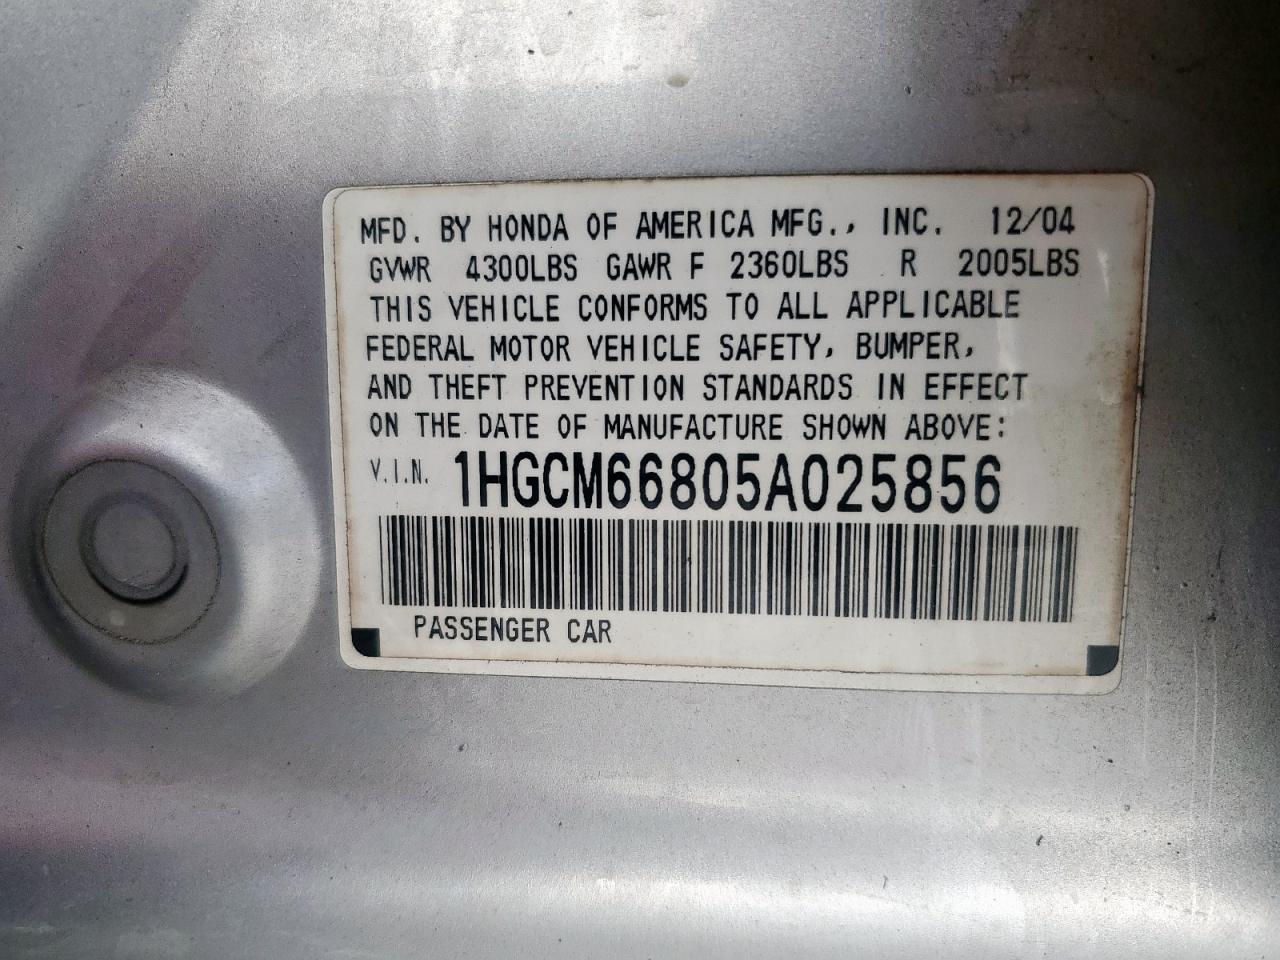 MFD. BY HONDA OF AMERICA MFG., INC. 12/04
GVWR 4300LBS GAWR F 2360LBS R 2005LBS
THIS VEHICLE CONFORMS TO ALL APPLICABLE
FEDERAL MOTOR VEHICLE SAFETY, BUMPER,
AND THEFT PREVENTION STANDARDS IN EFFECT
ON THE DATE OF MANUFACTURE SHOWN ABOVE:
V.I.N. 1HGCM66805A025856
PASSENGER CAR